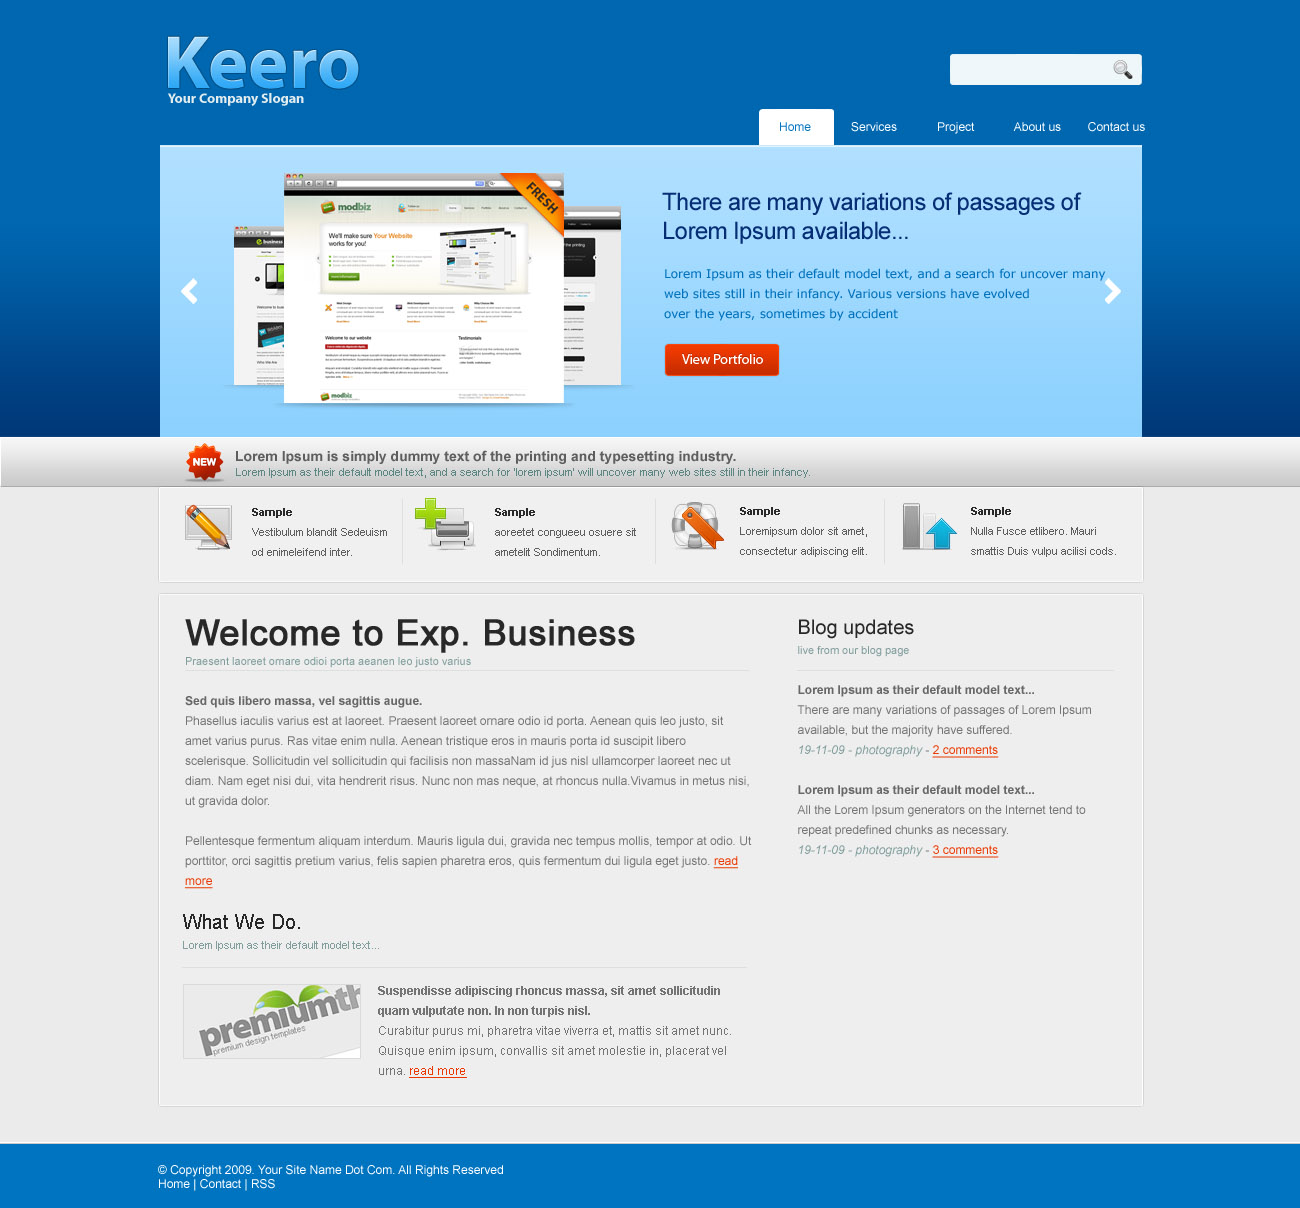 Keero
Your Company Slogan
Home Services Project About us Contact us
FRESH
modbiz
We'll make sure Your Website
works for you!
Welcome to our website
Testimonials
modbiz
There are many variations of passages of
Lorem Ipsum available...
Lorem Ipsum as their default model text, and a search for uncover many
web sites still in their infancy. Various versions have evolved
over the years, sometimes by accident
View Portfolio
NEW
Lorem Ipsum is simply dummy text of the printing and typesetting industry.
Lorem Ipsum as their default model text, and a search for 'lorem ipsum' will uncover many web sites still in their infancy.
Sample
Vestibulum blandit Sedeuism
od enimeleifend inter.
Sample
aoreetet congueeu osuere sit
ametelit Sondimentum.
Sample
Loremipsum dolor sit amet,
consectetur adipiscing elit.
Sample
Nulla Fusce etlibero. Mauri
smattis Duis vulpu acilisi cods.
Welcome to Exp. Business
Praesent laoreet ornare odioi porta aeanen leo justo varius
Sed quis libero massa, vel sagittis augue.
Phasellus iaculis varius est at laoreet. Praesent laoreet ornare odio id porta. Aenean quis leo justo, sit
amet varius purus. Ras vitae enim nulla. Aenean tristique eros in mauris porta id suscipit libero
scelerisque. Sollicitudin vel sollicitudin qui facilisis non massaNam id jus nisl ullamcorper laoreet nec ut
diam. Nam eget nisi dui, vita hendrerit risus. Nunc non mas neque, at rhoncus nulla.Vivamus in metus nisi,
ut gravida dolor.
Pellentesque fermentum aliquam interdum. Mauris ligula dui, gravida nec tempus mollis, tempor at odio. Ut
porttitor, orci sagittis pretium varius, felis sapien pharetra eros, quis fermentum dui ligula eget justo. read
more
What We Do.
Lorem Ipsum as their default model text...
premiumth
premium design templates
Suspendisse adipiscing rhoncus massa, sit amet sollicitudin
quam vulputate non. In non turpis nisl.
Curabitur purus mi, pharetra vitae viverra et, mattis sit amet nunc.
Quisque enim ipsum, convallis sit amet molestie in, placerat vel
urna. read more
Blog updates
live from our blog page
Lorem Ipsum as their default model text...
There are many variations of passages of Lorem Ipsum
available, but the majority have suffered.
19-11-09 - photography - 2 comments
Lorem Ipsum as their default model text...
All the Lorem Ipsum generators on the Internet tend to
repeat predefined chunks as necessary.
19-11-09 - photography - 3 comments
© Copyright 2009. Your Site Name Dot Com. All Rights Reserved
Home | Contact | RSS